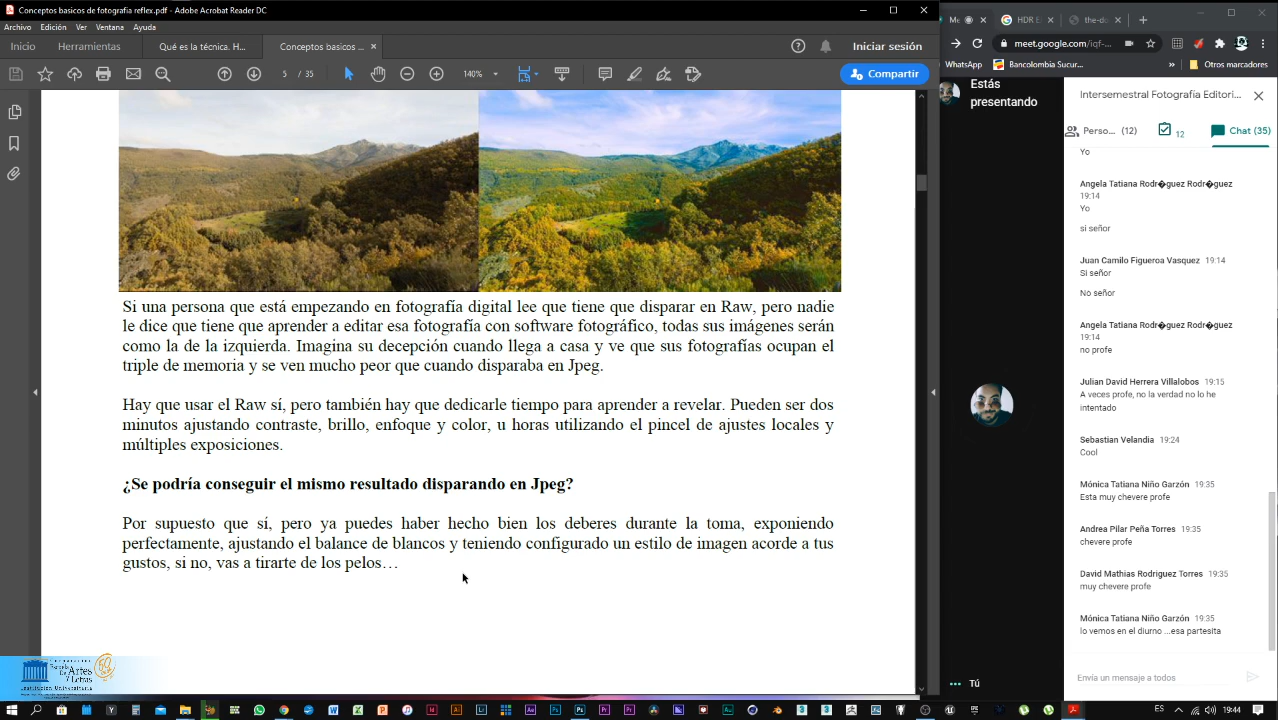 Conceptos basicos de fotografia reflex.pdf - Adobe Acrobat Reader DC
Archivo Edición Ver Ventana Ayuda
Inicio Herramientas Qué es la técnica. H... Conceptos basicos ...
Iniciar sesión
5 / 35 140%
Compartir
Si una persona que está empezando en fotografía digital lee que tiene que disparar en Raw, pero nadie
le dice que tiene que aprender a editar esa fotografía con software fotográfico, todas sus imágenes serán
como la de la izquierda. Imagina su decepción cuando llega a casa y ve que sus fotografías ocupan el
triple de memoria y se ven mucho peor que cuando disparaba en Jpeg.
Hay que usar el Raw sí, pero también hay que dedicarle tiempo para aprender a revelar. Pueden ser dos
minutos ajustando contraste, brillo, enfoque y color, u horas utilizando el pincel de ajustes locales y
múltiples exposiciones.
¿Se podría conseguir el mismo resultado disparando en Jpeg?
Por supuesto que sí, pero ya puedes haber hecho bien los deberes durante la toma, exponiendo
perfectamente, ajustando el balance de blancos y teniendo configurado un estilo de imagen acorde a tus
gustos, si no, vas a tirarte de los pelos…
Me HDR E the-do
meet.google.com/iqf-
WhatsApp Bancolombia Sucur... » Otros marcadores
Estás
presentando
Tú
Intersemestral Fotografía Editori...
Perso... (12) 12 Chat (35)
Yo
Angela Tatiana Rodr�guez Rodr�guez
19:14
Yo
si señor
Juan Camilo Figueroa Vasquez 19:14
Si señor
No señor
Angela Tatiana Rodr�guez Rodr�guez
19:14
no profe
Julian David Herrera Villalobos 19:15
A veces profe, no la verdad no lo he
intentado
Sebastian Velandia 19:24
Cool
Mónica Tatiana Niño Garzón 19:35
Esta muy chevere profe
Andrea Pilar Peña Torres 19:35
chevere profe
David Mathias Rodriguez Torres 19:35
muy chevere profe
Mónica Tatiana Niño Garzón 19:35
lo vemos en el diurno ...esa partesita
Envía un mensaje a todos
ES 19:44